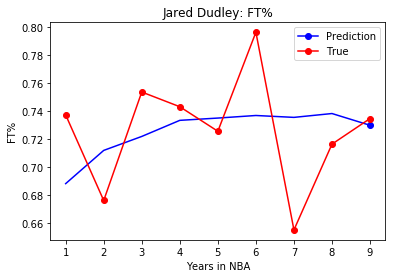 Jared Dudley: FT%
Prediction
True
FT%
0.80
0.78
0.76
0.74
0.72
0.70
0.68
0.66
1 2 3 4 5 6 7 8 9
Years in NBA